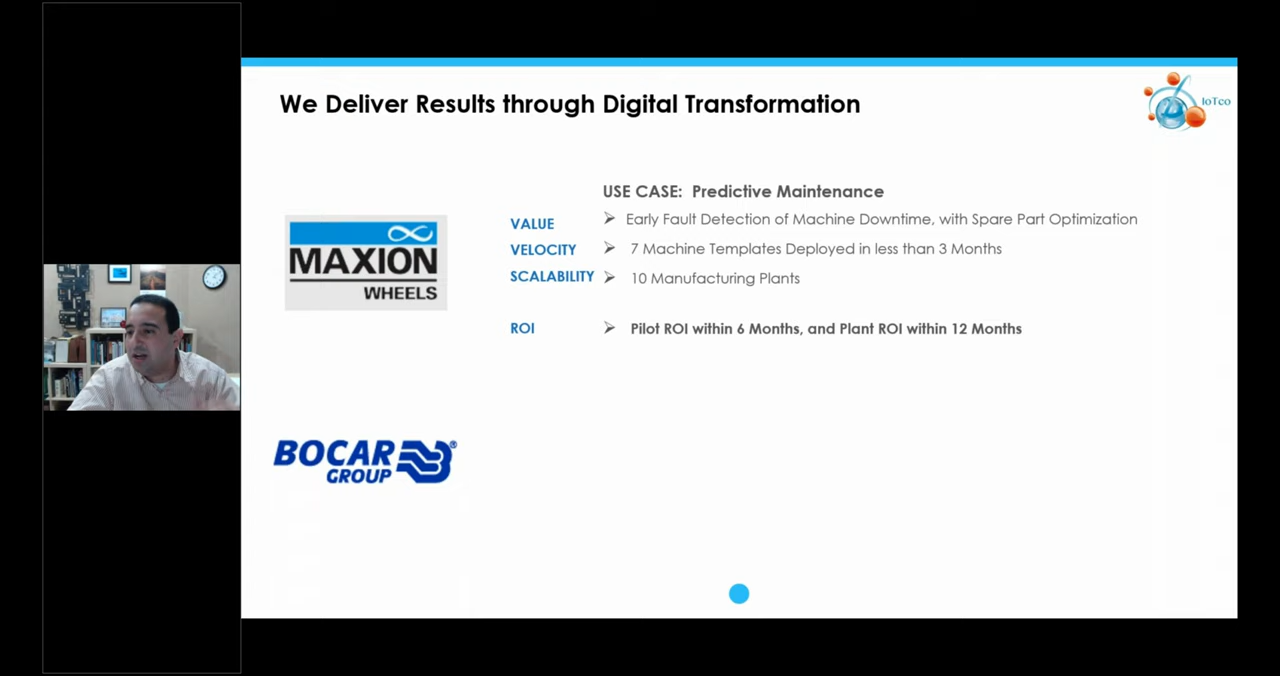 We Deliver Results through Digital Transformation
IoTco
USE CASE: Predictive Maintenance
VALUE ➢ Early Fault Detection of Machine Downtime, with Spare Part Optimization
VELOCITY ➢ 7 Machine Templates Deployed in less than 3 Months
SCALABILITY ➢ 10 Manufacturing Plants
ROI ➢ Pilot ROI within 6 Months, and Plant ROI within 12 Months
MAXION
WHEELS
BOCAR
GROUP